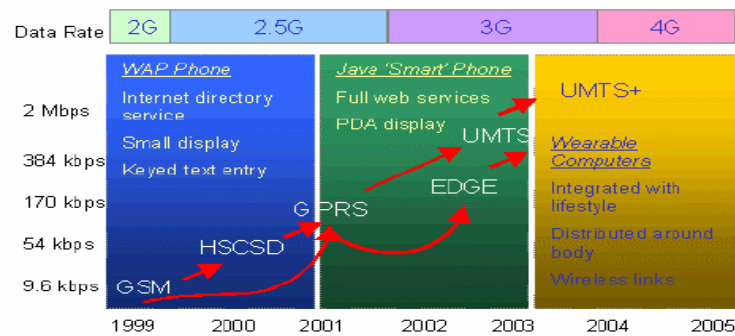 Data Rate
2G
2.5G
3G
4G
WAP Phone
Internet directory
service
Small display
Keyed text entry
Java 'Smart' Phone
Full web services
PDA display
UMTS+
Wearable
Computers
Integrated with
lifestyle
Distributed around
body
Wireless links
2 Mbps
384 kbps
170 kbps
54 kbps
9.6 kbps
GSM
HSCSD
GPRS
EDGE
UMTS
1999
2000
2001
2002
2003
2004
2005